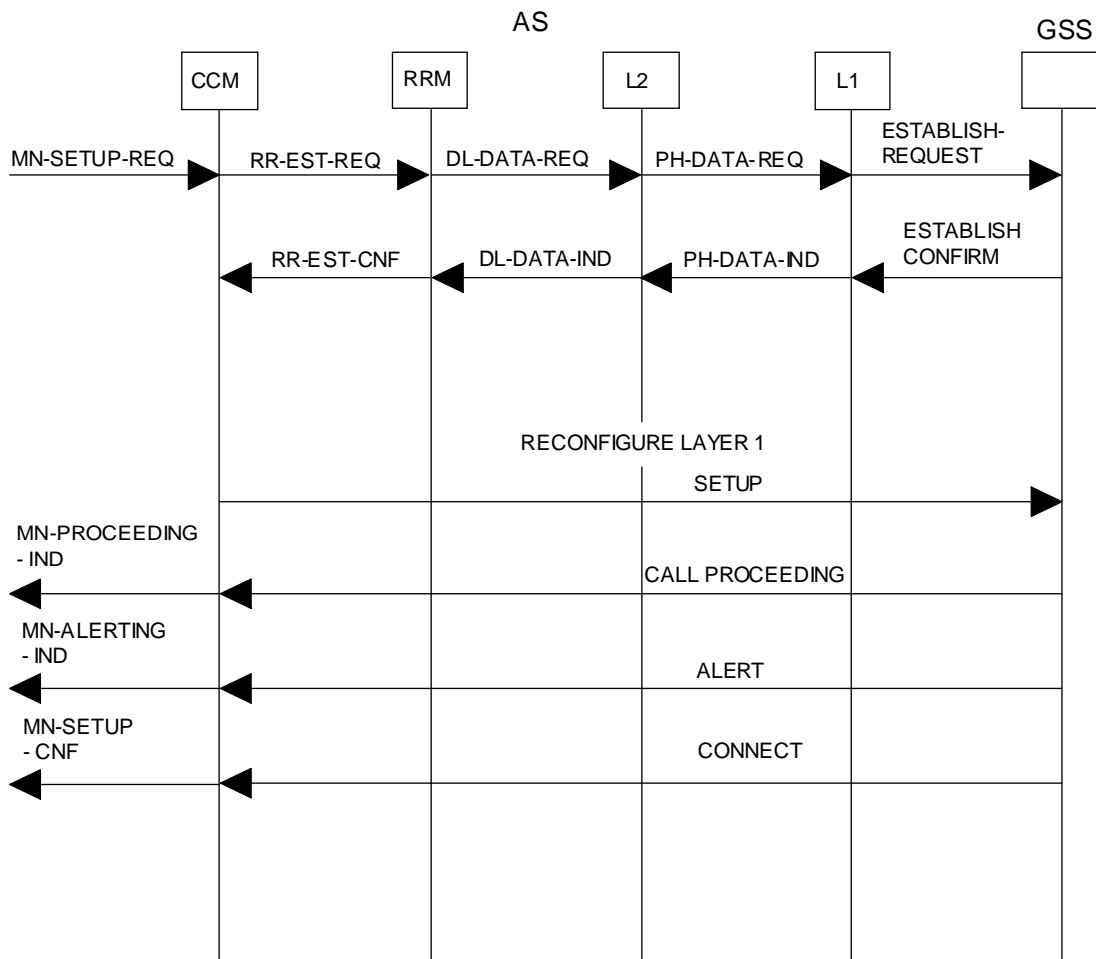 AS
GSS
CCM
RRM
L2
L1
MN-SETUP-REQ
RR-EST-REQ
DL-DATA-REQ
PH-DATA-REQ
ESTABLISH-
REQUEST
RR-EST-CNF
DL-DATA-IND
PH-DATA-IND
ESTABLISH
CONFIRM
RECONFIGURE LAYER 1
SETUP
MN-PROCEEDING
- IND
CALL PROCEEDING
MN-ALERTING
- IND
ALERT
MN-SETUP
- CNF
CONNECT